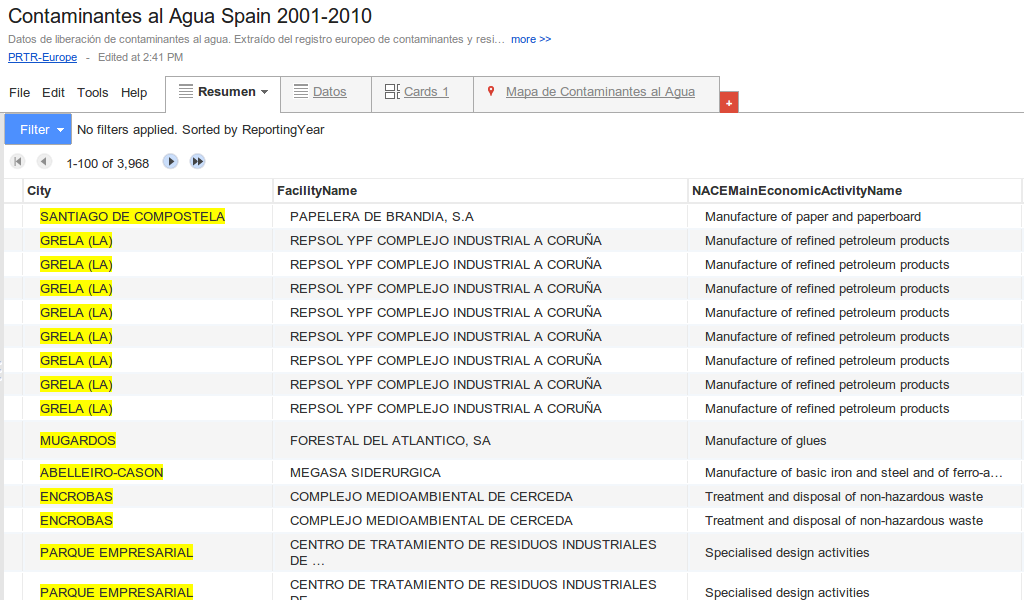 Contaminantes al Agua Spain 2001-2010
Datos de liberación de contaminantes al agua. Extraído del registro europeo de contaminantes y resi... more >>
PRTR-Europe - Edited at 2:41 PM
File Edit Tools Help Resumen Datos Cards 1 Mapa de Contaminantes al Agua +
Filter No filters applied. Sorted by ReportingYear
1-100 of 3,968
City FacilityName NACEMainEconomicActivityName
SANTIAGO DE COMPOSTELA PAPELERA DE BRANDIA, S.A Manufacture of paper and paperboard
GRELA (LA) REPSOL YPF COMPLEJO INDUSTRIAL A CORUÑA Manufacture of refined petroleum products
GRELA (LA) REPSOL YPF COMPLEJO INDUSTRIAL A CORUÑA Manufacture of refined petroleum products
GRELA (LA) REPSOL YPF COMPLEJO INDUSTRIAL A CORUÑA Manufacture of refined petroleum products
GRELA (LA) REPSOL YPF COMPLEJO INDUSTRIAL A CORUÑA Manufacture of refined petroleum products
GRELA (LA) REPSOL YPF COMPLEJO INDUSTRIAL A CORUÑA Manufacture of refined petroleum products
GRELA (LA) REPSOL YPF COMPLEJO INDUSTRIAL A CORUÑA Manufacture of refined petroleum products
GRELA (LA) REPSOL YPF COMPLEJO INDUSTRIAL A CORUÑA Manufacture of refined petroleum products
GRELA (LA) REPSOL YPF COMPLEJO INDUSTRIAL A CORUÑA Manufacture of refined petroleum products
MUGARDOS FORESTAL DEL ATLANTICO, SA Manufacture of glues
ABELLEIRO-CASON MEGASA SIDERURGICA Manufacture of basic iron and steel and of ferro-a...
ENCROBAS COMPLEJO MEDIOAMBIENTAL DE CERCEDA Treatment and disposal of non-hazardous waste
ENCROBAS COMPLEJO MEDIOAMBIENTAL DE CERCEDA Treatment and disposal of non-hazardous waste
PARQUE EMPRESARIAL CENTRO DE TRATAMIENTO DE RESIDUOS INDUSTRIALES Specialised design activities
DE ...
PARQUE EMPRESARIAL CENTRO DE TRATAMIENTO DE RESIDUOS INDUSTRIALES Specialised design activities